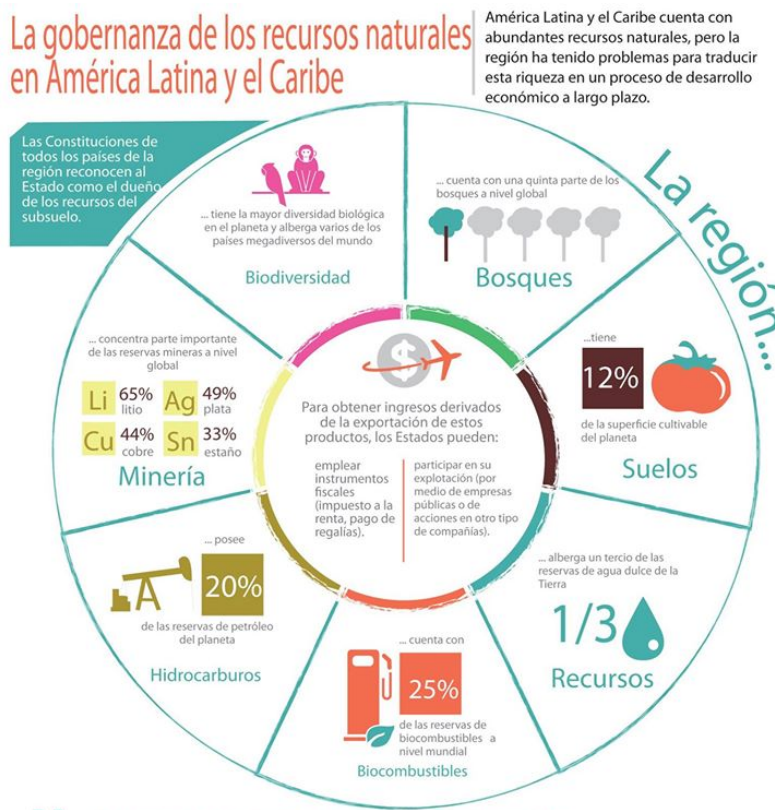 La gobernanza de los recursos naturales
en América Latina y el Caribe
América Latina y el Caribe cuenta con
abundantes recursos naturales, pero la
región ha tenido problemas para traducir
esta riqueza en un proceso de desarrollo
económico a largo plazo.
Las Constituciones de
todos los países de la
región reconocen al
Estado como el dueño
de los recursos del
subsuelo.
La región...
... tiene la mayor diversidad biológica
en el planeta y alberga varios de los
países megadiversos del mundo
Biodiversidad
... cuenta con una quinta parte de los
bosques a nivel global
Bosques
...tiene
12%
de la superficie cultivable
del planeta
Suelos
... alberga un tercio de las
reservas de agua dulce de la
Tierra
1/3
Recursos
... cuenta con
25%
de las reservas de
biocombustibles a
nivel mundial
Biocombustibles
... posee
20%
de las reservas de petróleo
del planeta
Hidrocarburos
... concentra parte importante
de las reservas mineras a nivel
global
Li 65% litio
Ag 49% plata
Cu 44% cobre
Sn 33% estaño
Minería
$
Para obtener ingresos derivados
de la exportación de estos
productos, los Estados pueden:
emplear
instrumentos
fiscales
(impuesto a la
renta, pago de
regalías).
participar en su
explotación (por
medio de empresas
públicas o de
acciones en otro tipo
de compañías).